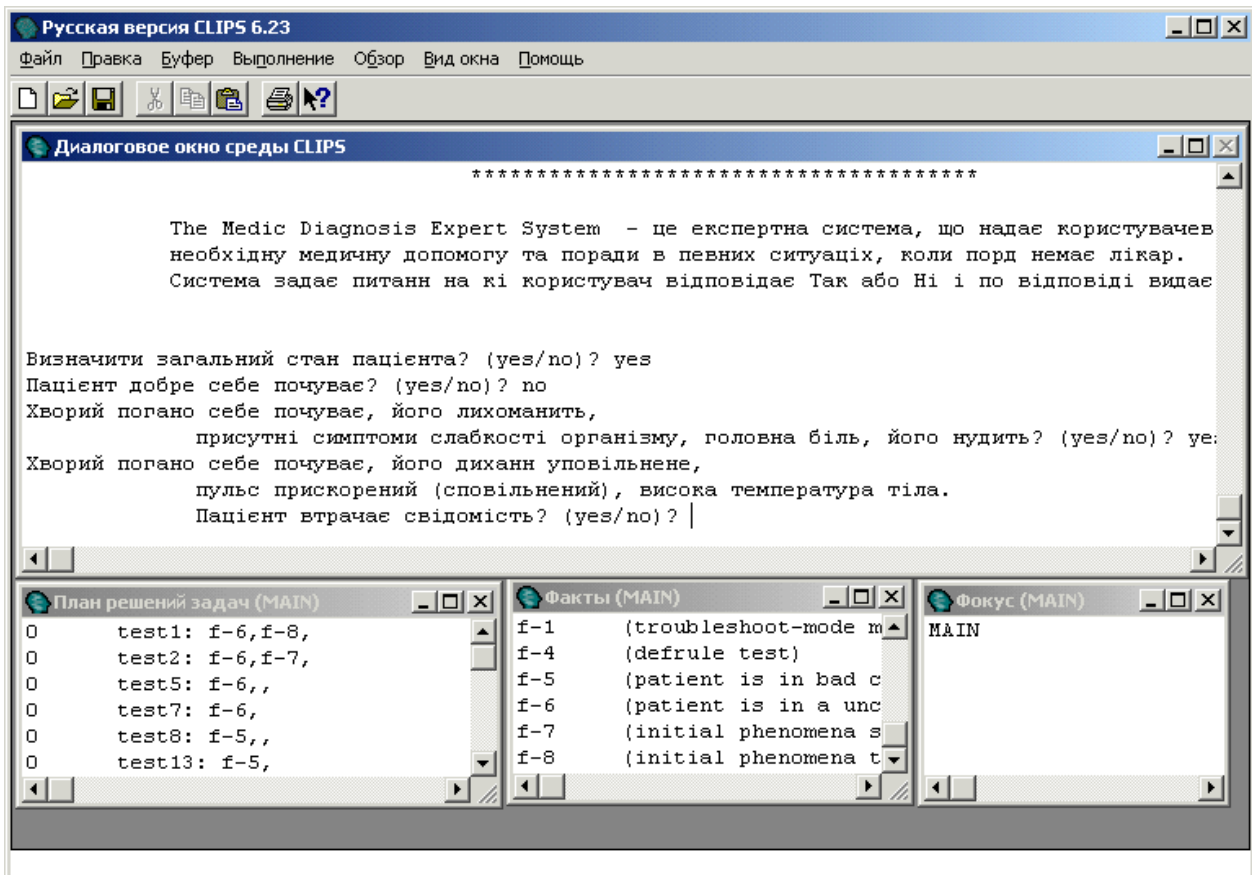 Русская версия CLIPS 6.23
Файл Правка Буфер Выполнение Обзор Вид окна Помощь
Диалоговое окно среды CLIPS
***************************************
The Medic Diagnosis Expert System – це експертна система, що надає користувачев
необхідну медичну допомогу та поради в певних ситуаціх, коли порд немає лікар.
Система задає питанн на кі користувач відповідає Так або Ні і по відповіді видає
Визначити загальний стан пацієнта? (yes/no)? yes
Пацієнт добре себе почуває? (yes/no)? no
Хворий погано себе почуває, його лихоманить,
присутні симптоми слабкості організму, головна біль, його нудить? (yes/no)? yes
Хворий погано себе почуває, його диханн уповільнене,
пульс прискорений (сповільнений), висока температура тіла.
Пацієнт втрачає свідомість? (yes/no)?
План решений задач (MAIN)
0 test1: f-6,f-8,
0 test2: f-6,f-7,
0 test5: f-6,,
0 test7: f-6,
0 test8: f-5,,
0 test13: f-5,
Факты (MAIN)
f-1 (troubleshoot-mode m
f-4 (defrule test)
f-5 (patient is in bad c
f-6 (patient is in a unc
f-7 (initial phenomena s
f-8 (initial phenomena t
Фокус (MAIN)
MAIN